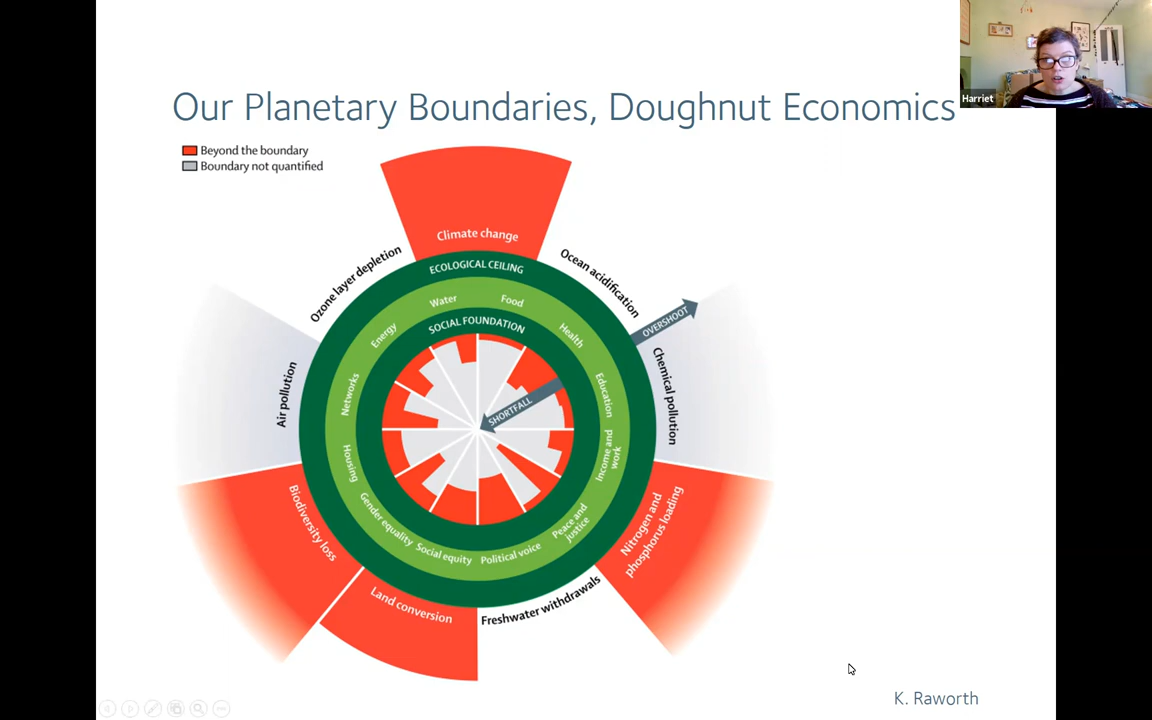 Harriet
Our Planetary Boundaries, Doughnut Economics
Beyond the boundary
Boundary not quantified
Climate change
Ozone layer depletion
Ocean acidification
ECOLOGICAL CEILING
Water
Food
Energy
Health
SOCIAL FOUNDATION
OVERSHOOT
Air pollution
Networks
Education
Chemical pollution
SHORTFALL
Housing
Income and
work
Biodiversity loss
Gender equality
Social equity
Political voice
Peace and
justice
Nitrogen and
phosphorus loading
Land conversion
Freshwater withdrawals
K. Raworth